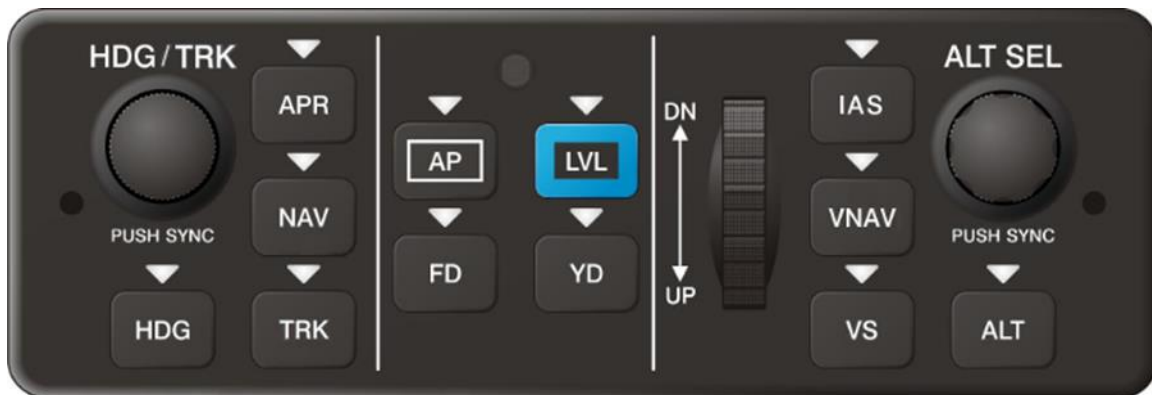 HDG/TRK
PUSH SYNC
HDG
APR
NAV
TRK
AP
LVL
FD
YD
DN
UP
IAS
VNAV
VS
ALT SEL
PUSH SYNC
ALT